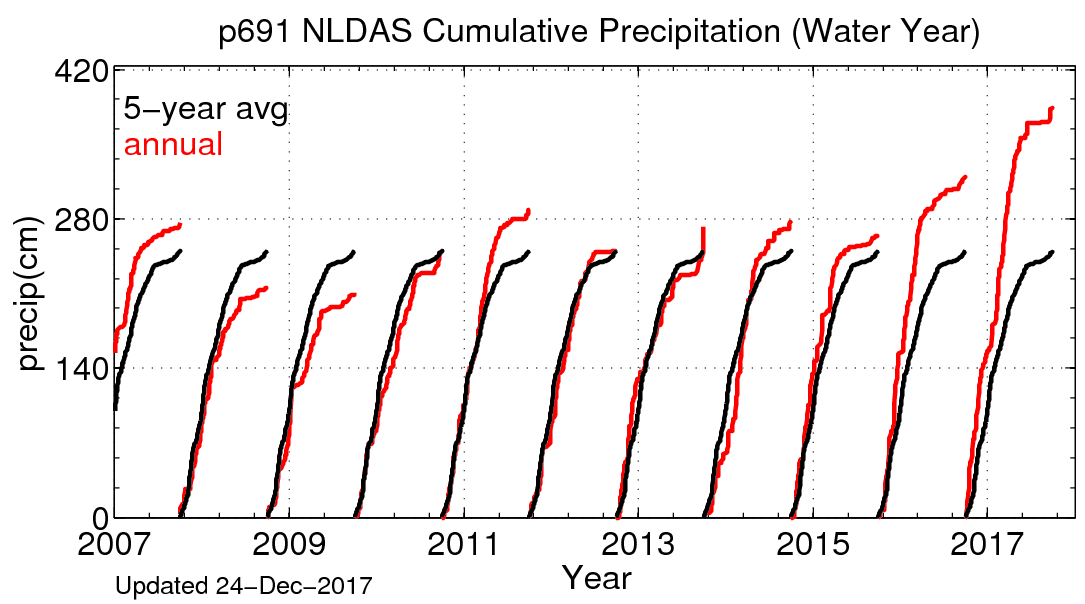 p691 NLDAS Cumulative Precipitation (Water Year)
420
5−year avg
annual
280
precip(cm)
140
0
2007 2009 2011 2013 2015 2017
Year
Updated 24−Dec−2017